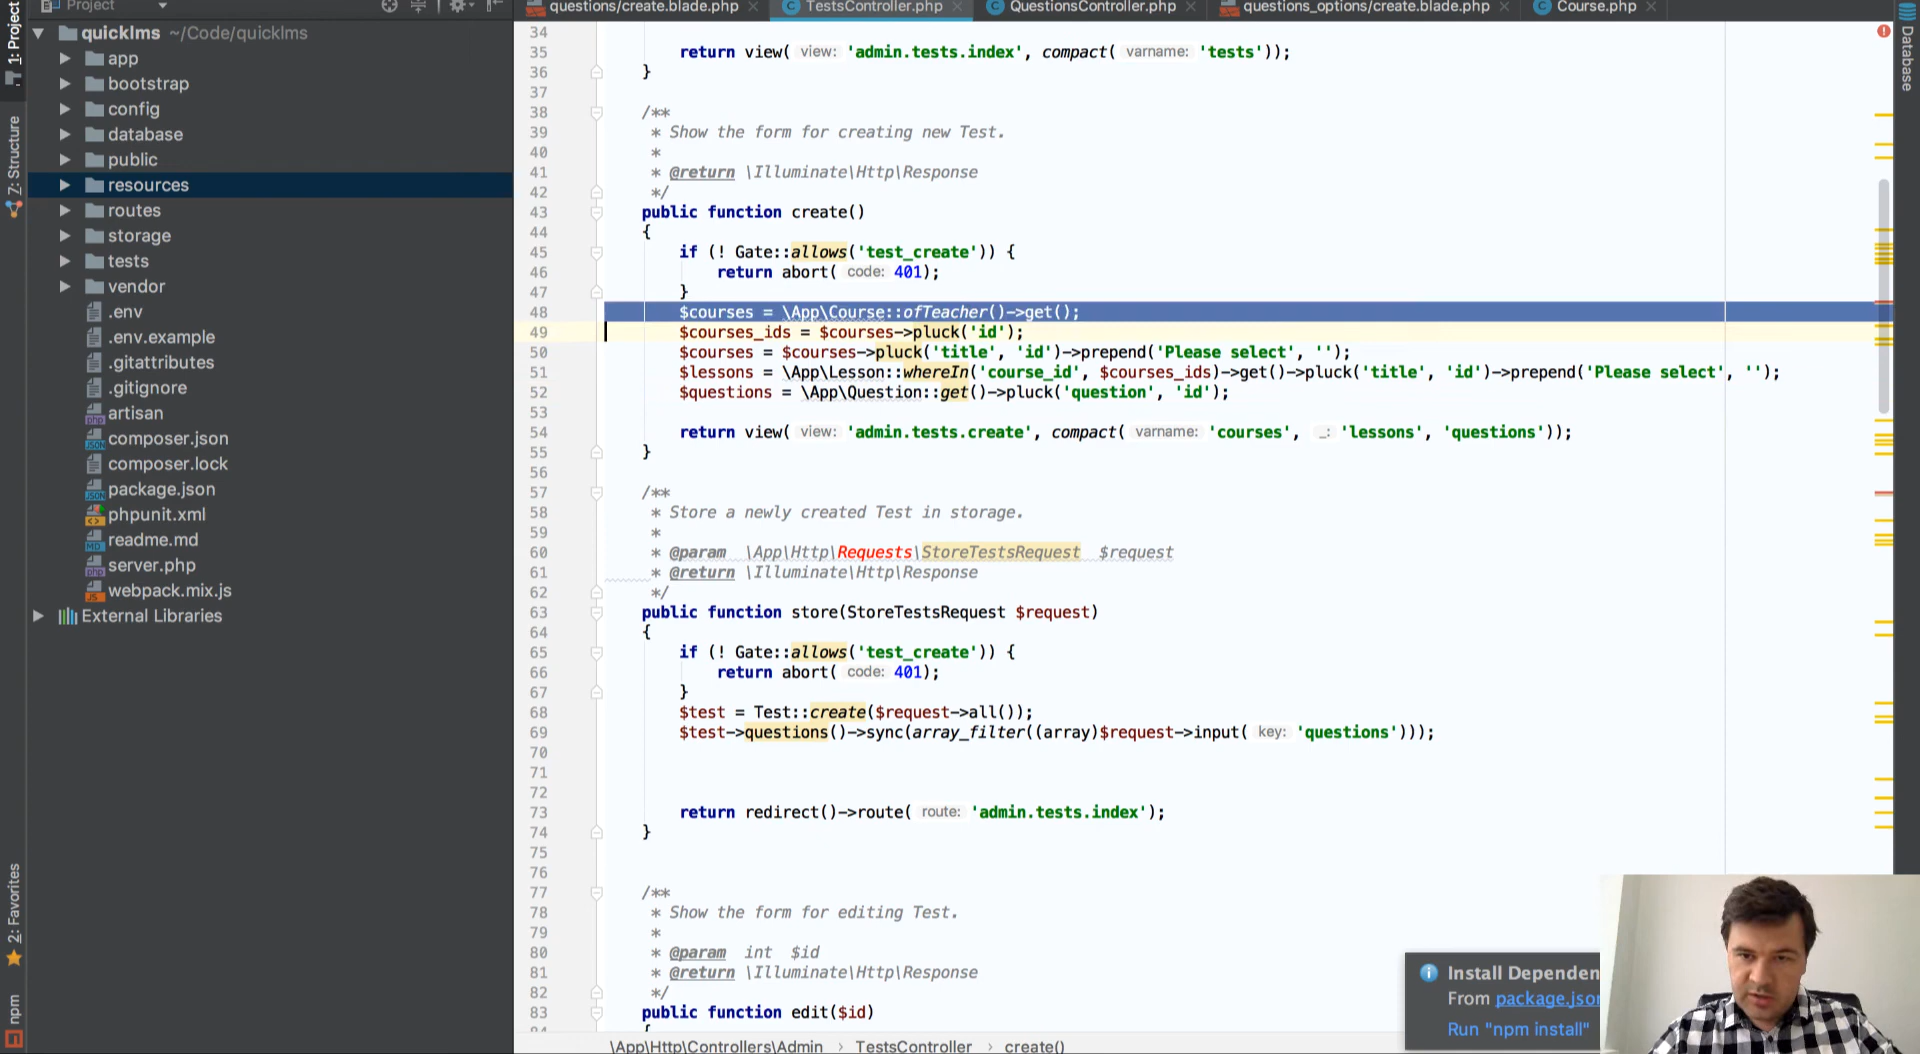 Project
questions/create.blade.php
TestsController.php
QuestionsController.php
questions_options/create.blade.php
Course.php
1: Project
7: Structure
2: Favorites
npm
Database
quicklms ~/Code/quicklms
app
bootstrap
config
database
public
resources
routes
storage
tests
vendor
.env
.env.example
.gitattributes
.gitignore
artisan
composer.json
composer.lock
package.json
phpunit.xml
readme.md
server.php
webpack.mix.js
External Libraries
34
35 return view( view: 'admin.tests.index', compact( varname: 'tests'));
36 }
37
38 /**
39 * Show the form for creating new Test.
40 *
41 * @return \Illuminate\Http\Response
42 */
43 public function create()
44 {
45 if (! Gate::allows('test_create')) {
46 return abort( code: 401);
47 }
48 $courses = \App\Course::ofTeacher()->get();
49 $courses_ids = $courses->pluck('id');
50 $courses = $courses->pluck('title', 'id')->prepend('Please select', '');
51 $lessons = \App\Lesson::whereIn('course_id', $courses_ids)->get()->pluck('title', 'id')->prepend('Please select', '');
52 $questions = \App\Question::get()->pluck('question', 'id');
53
54 return view( view: 'admin.tests.create', compact( varname: 'courses', _: 'lessons', 'questions'));
55 }
56
57 /**
58 * Store a newly created Test in storage.
59 *
60 * @param \App\Http\Requests\StoreTestsRequest $request
61 * @return \Illuminate\Http\Response
62 */
63 public function store(StoreTestsRequest $request)
64 {
65 if (! Gate::allows('test_create')) {
66 return abort( code: 401);
67 }
68 $test = Test::create($request->all());
69 $test->questions()->sync(array_filter((array)$request->input( key: 'questions')));
70
71
72
73 return redirect()->route( route: 'admin.tests.index');
74 }
75
76
77 /**
78 * Show the form for editing Test.
79 *
80 * @param int $id
81 * @return \Illuminate\Http\Response
82 */
83 public function edit($id)
84 {
\App\Http\Controllers\Admin › TestsController › create()
Install Dependen
From package.jso
Run "npm install"